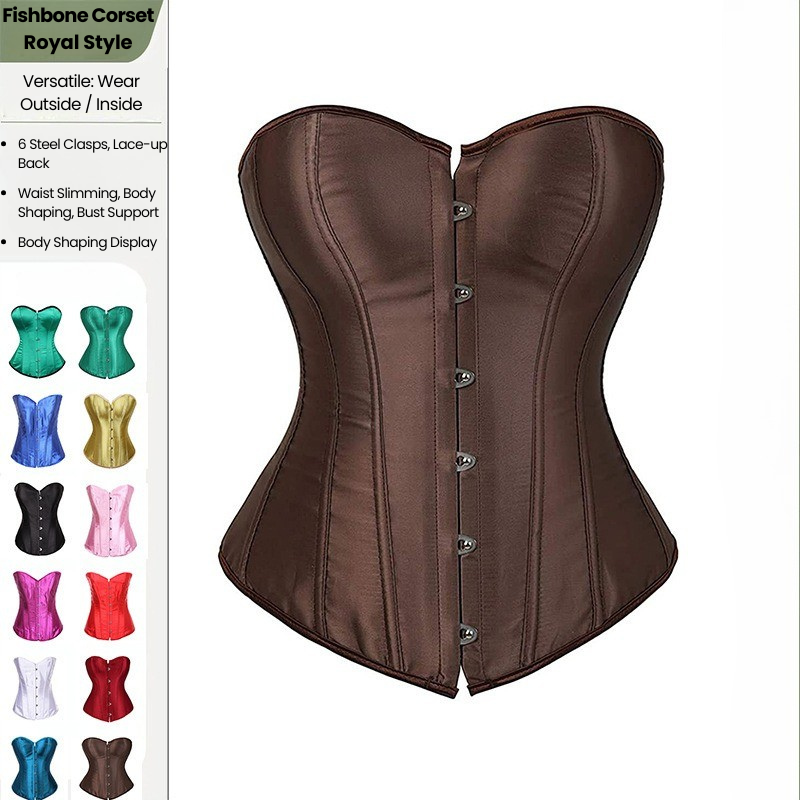 Fishbone Corset
Royal Style
Versatile: Wear
Outside / Inside
6 Steel Clasps, Lace-up
Back
Waist Slimming, Body
Shaping, Bust Support
Body Shaping Display